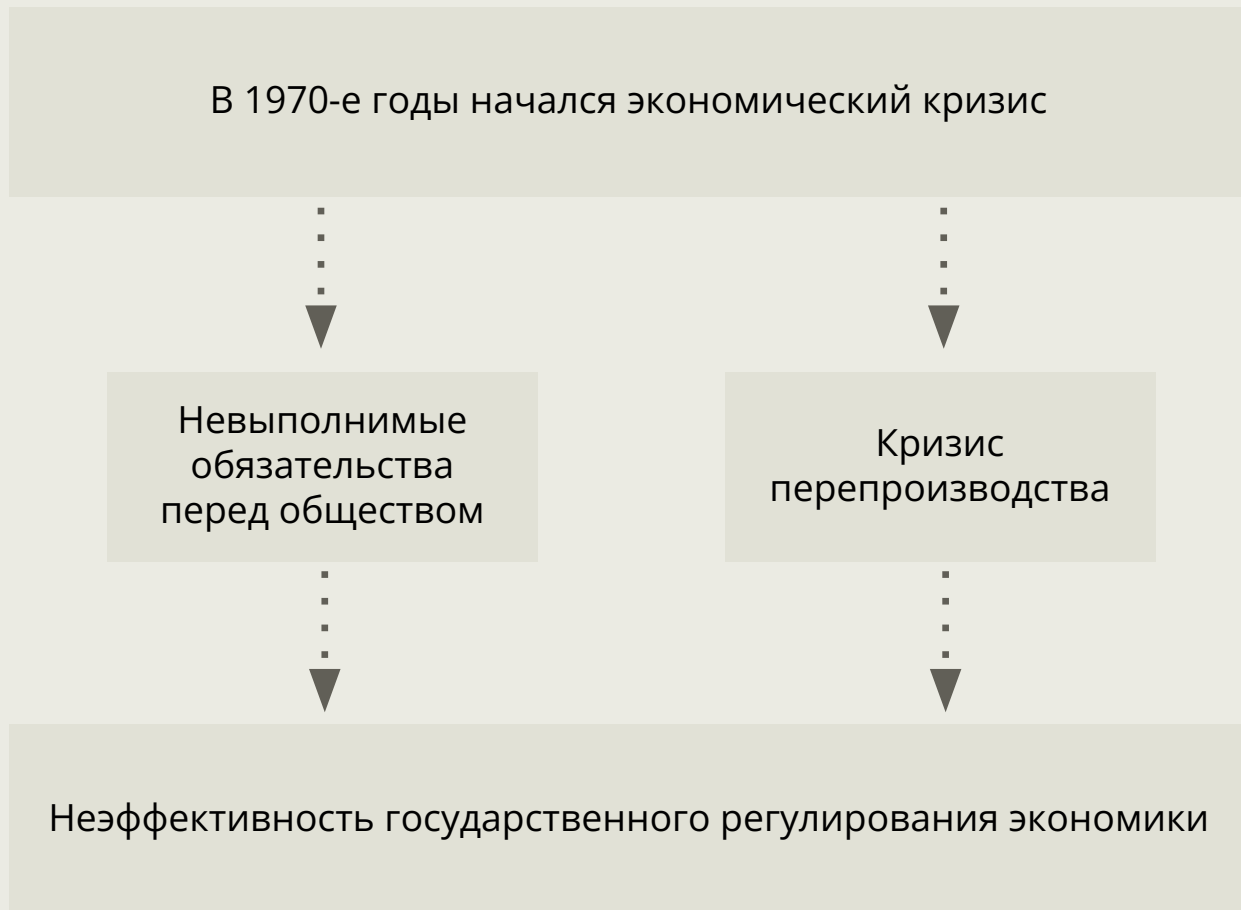 В 1970-е годы начался экономический кризис
Невыполнимые
обязательства
перед обществом
Кризис
перепроизводства
Неэффективность государственного регулирования экономики